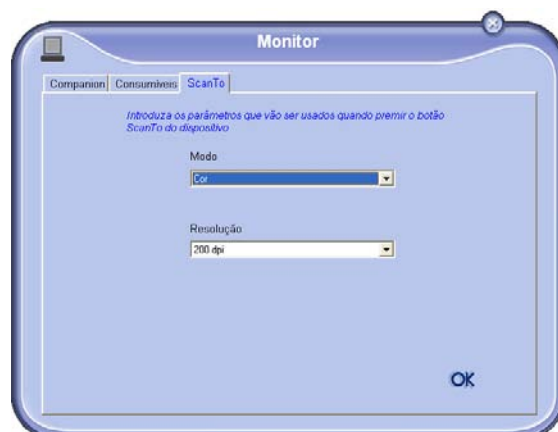 Monitor
Companion Consumíveis ScanTo
Introduza os parâmetros que vão ser usados quando premir o botão
ScanTo do dispositivo
Modo
Cor
Resolução
200 dpi
OK